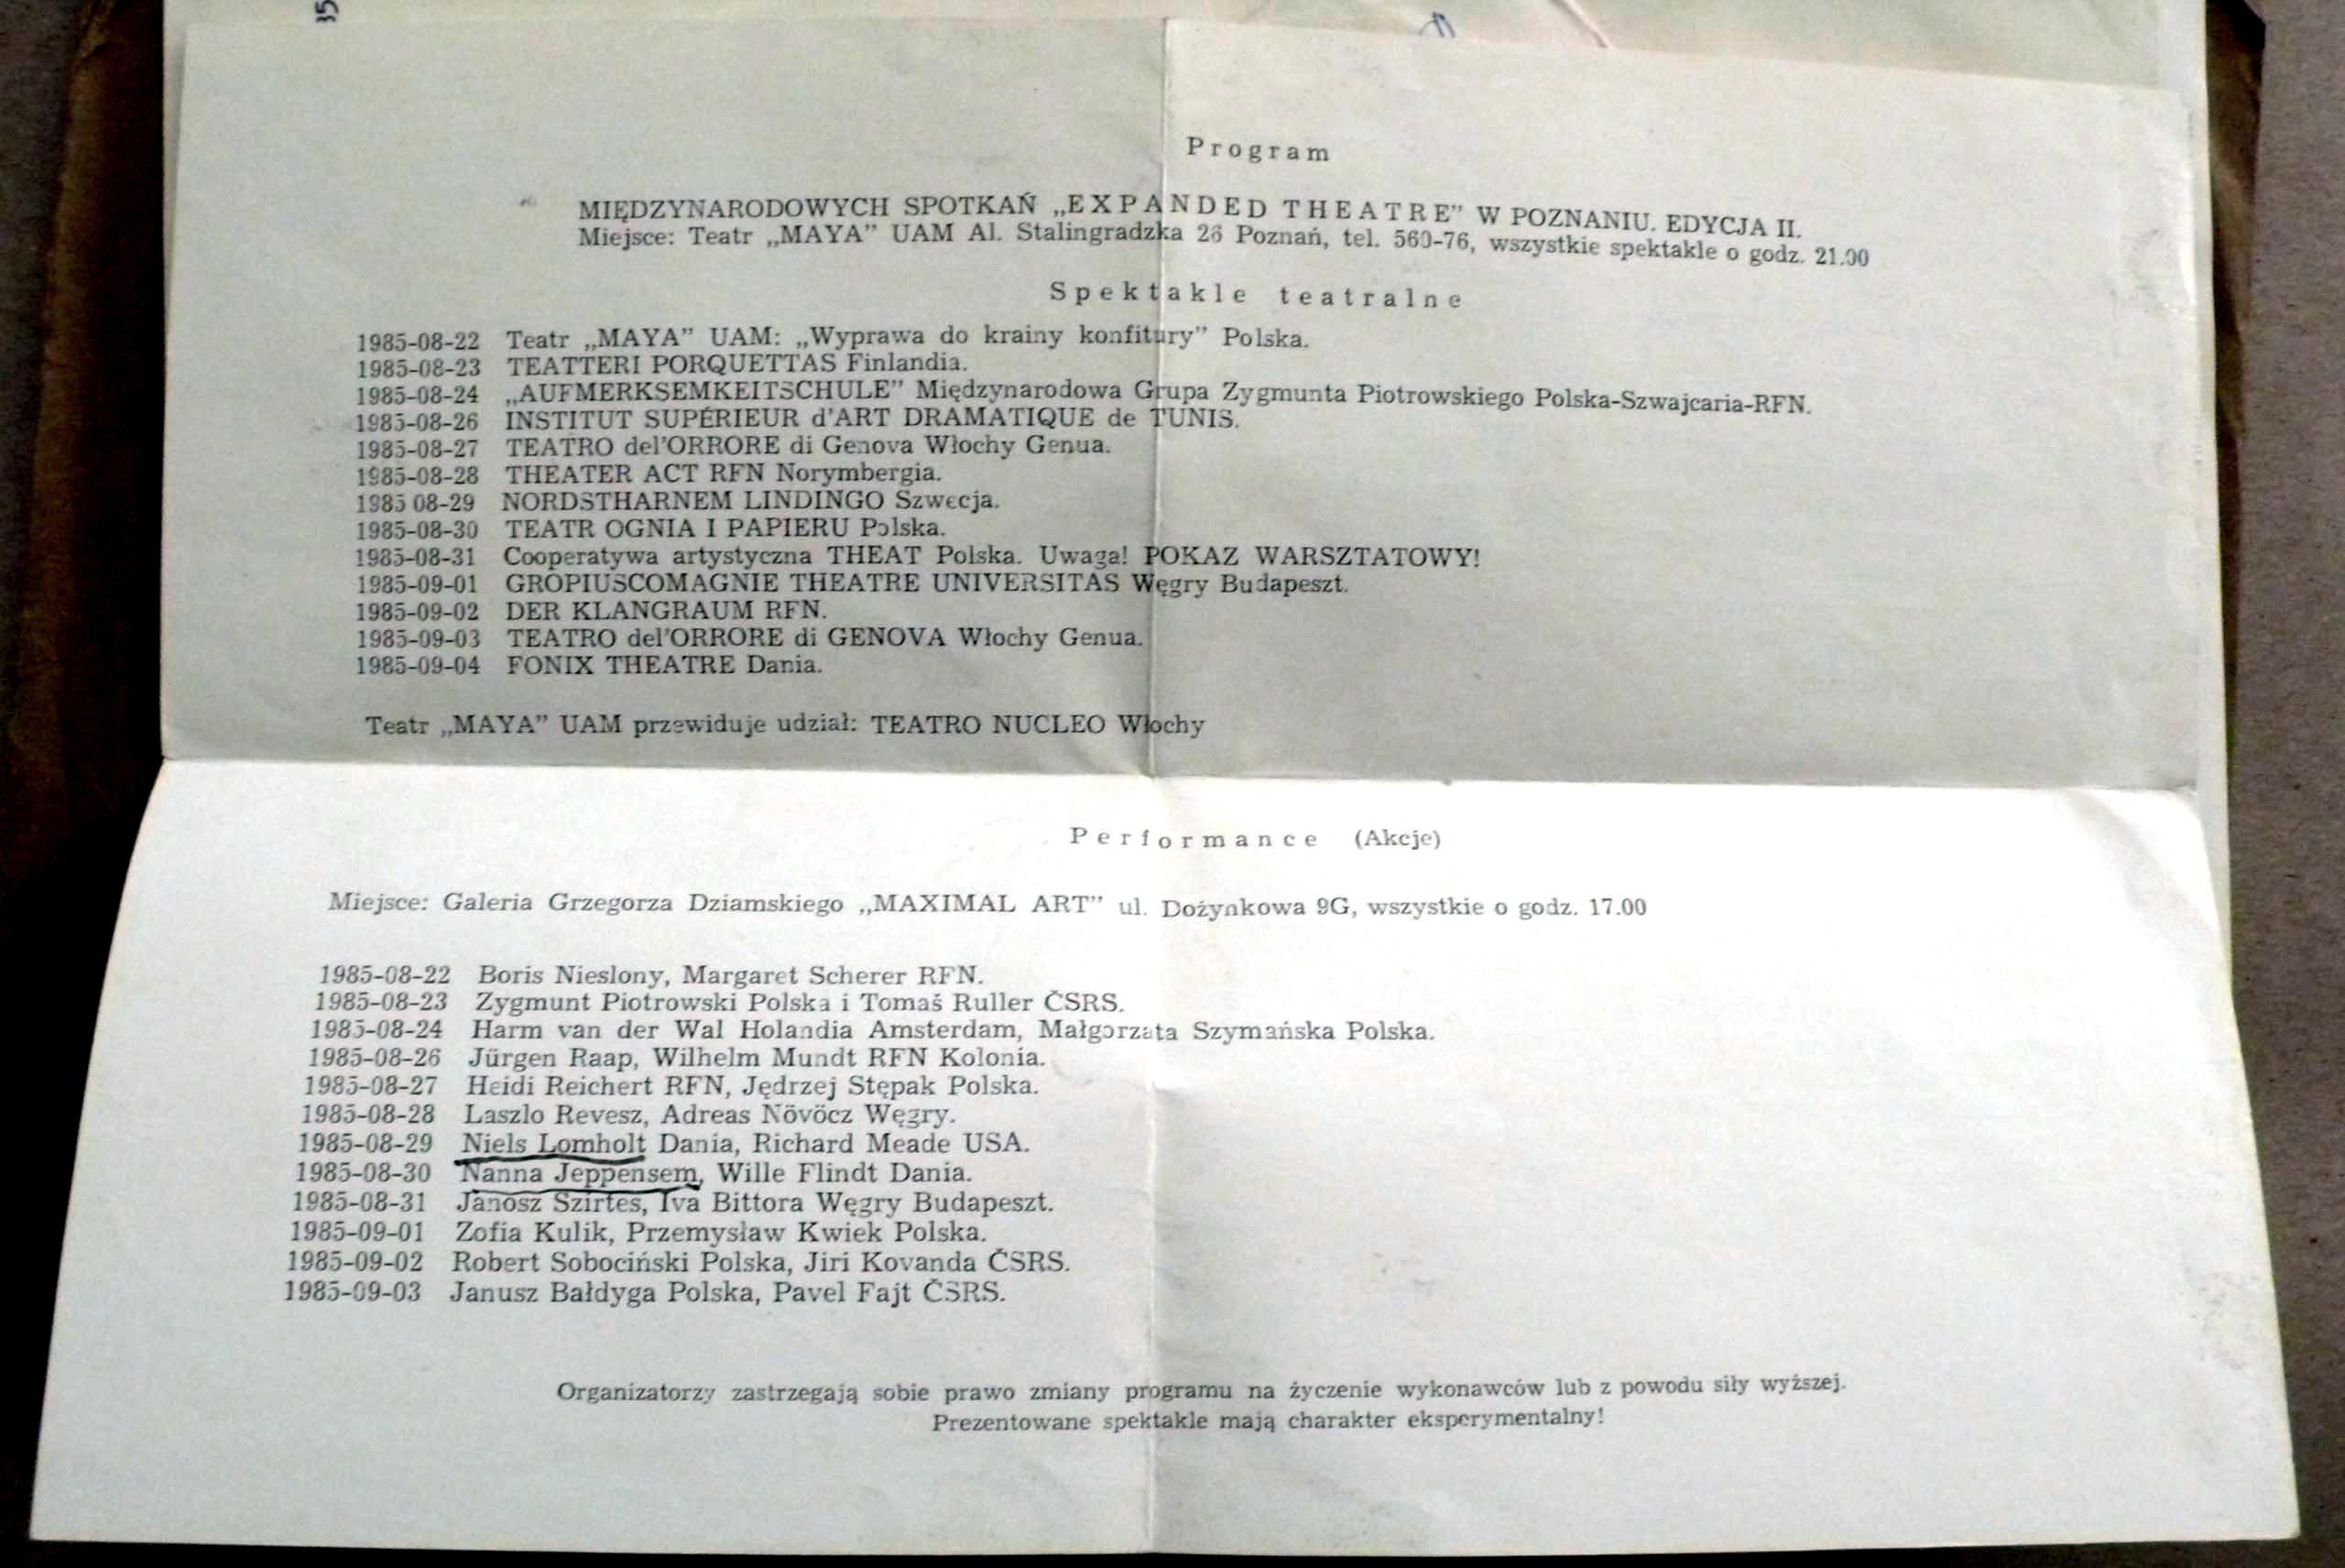 35
Program
MIĘDZYNARODOWYCH SPOTKAŃ „EXPANDED THEATRE” W POZNANIU. EDYCJA II.
Miejsce: Teatr „MAYA” UAM Al. Stalingradzka 26 Poznań, tel. 560-76, wszystkie spektakle o godz. 21.00
Spektakle teatralne
1985-08-22 Teatr „MAYA” UAM: „Wyprawa do krainy konfitury” Polska.
1985-08-23 TEATTERI PORQUETTAS Finlandia.
1985-08-24 „AUFMERKSEMKEITSCHULE” Międzynarodowa Grupa Zygmunta Piotrowskiego Polska-Szwajcaria-RFN.
1985-08-26 INSTITUT SUPÉRIEUR d'ART DRAMATIQUE de TUNIS.
1985-08-27 TEATRO del'ORRORE di Genova Włochy Genua.
1985-08-28 THEATER ACT RFN Norymbergia.
1985 08-29 NORDSTHARNEM LINDINGO Szwecja.
1985-08-30 TEATR OGNIA I PAPIERU Polska.
1985-08-31 Cooperatywa artystyczna THEAT Polska. Uwaga! POKAZ WARSZTATOWY!
1985-09-01 GROPIUSCOMAGNIE THEATRE UNIVERSITAS Węgry Budapeszt.
1985-09-02 DER KLANGRAUM RFN.
1985-09-03 TEATRO del'ORRORE di GENOVA Włochy Genua.
1985-09-04 FONIX THEATRE Dania.
Teatr „MAYA” UAM przewiduje udział: TEATRO NUCLEO Włochy
Performance (Akcje)
Miejsce: Galeria Grzegorza Dziamskiego „MAXIMAL ART” ul. Dożynkowa 9G, wszystkie o godz. 17.00
1985-08-22 Boris Nieslony, Margaret Scherer RFN.
1985-08-23 Zygmunt Piotrowski Polska i Tomaš Ruller ČSRS.
1985-08-24 Harm van der Wal Holandia Amsterdam, Małgorzata Szymańska Polska.
1985-08-26 Jürgen Raap, Wilhelm Mundt RFN Kolonia.
1985-08-27 Heidi Reichert RFN, Jędrzej Stępak Polska.
1985-08-28 Laszlo Revesz, Adreas Növöcz Węgry.
1985-08-29 Niels Lomholt Dania, Richard Meade USA.
1985-08-30 Nanna Jeppensem, Wille Flindt Dania.
1985-08-31 Janosz Szirtes, Iva Bittora Węgry Budapeszt.
1985-09-01 Zofia Kulik, Przemysław Kwiek Polska.
1985-09-02 Robert Sobociński Polska, Jiri Kovanda ČSRS.
1985-09-03 Janusz Bałdyga Polska, Pavel Fajt ČSRS.
Organizatorzy zastrzegają sobie prawo zmiany programu na życzenie wykonawców lub z powodu siły wyższej.
Prezentowane spektakle mają charakter eksperymentalny!